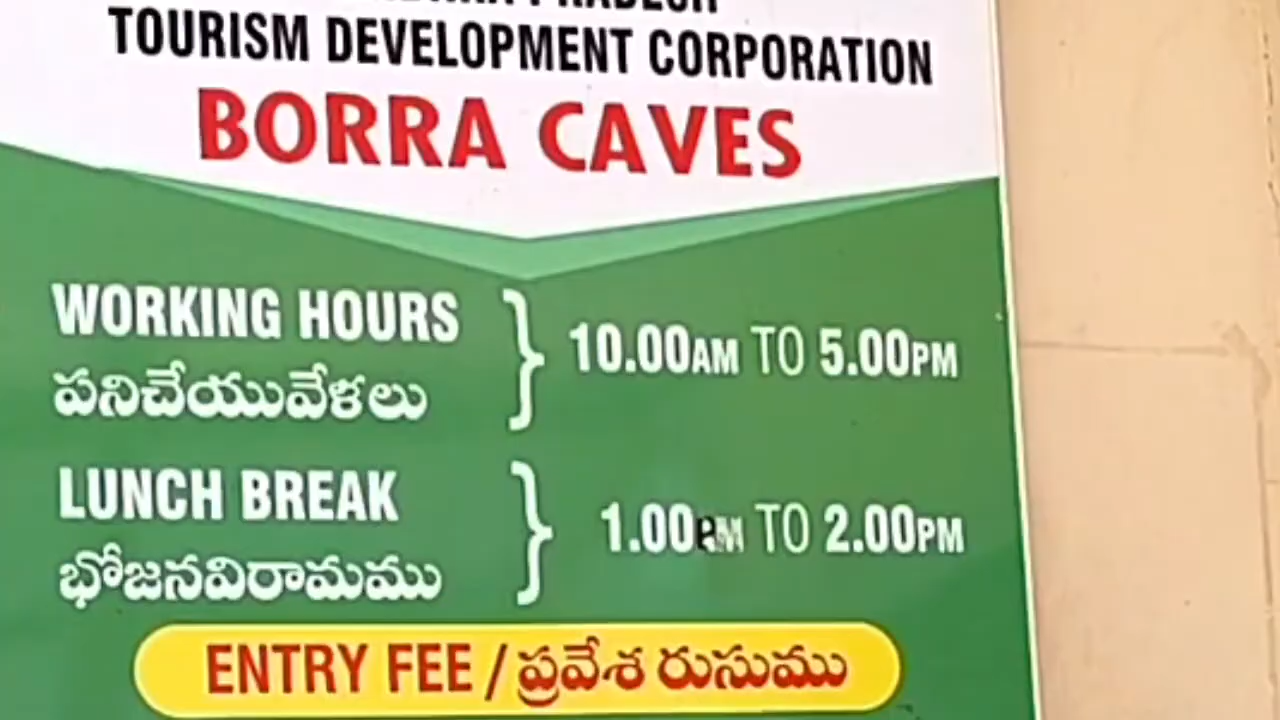 TOURISM DEVELOPMENT CORPORATION
BORRA CAVES
WORKING HOURS
పనిచేయువేళలు
10.00AM TO 5.00PM
LUNCH BREAK
భోజనవిరామము
1.00PM TO 2.00PM
ENTRY FEE / ప్రవేశ రుసుము